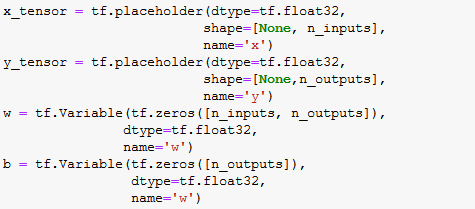 x_tensor = tf.placeholder(dtype=tf.float32,
                          shape=[None, n_inputs],
                          name='x')
y_tensor = tf.placeholder(dtype=tf.float32,
                          shape=[None,n_outputs],
                          name='y')
w = tf.Variable(tf.zeros([n_inputs, n_outputs]),
                dtype=tf.float32,
                name='w')
b = tf.Variable(tf.zeros([n_outputs]),
                 dtype=tf.float32,
                 name='w')